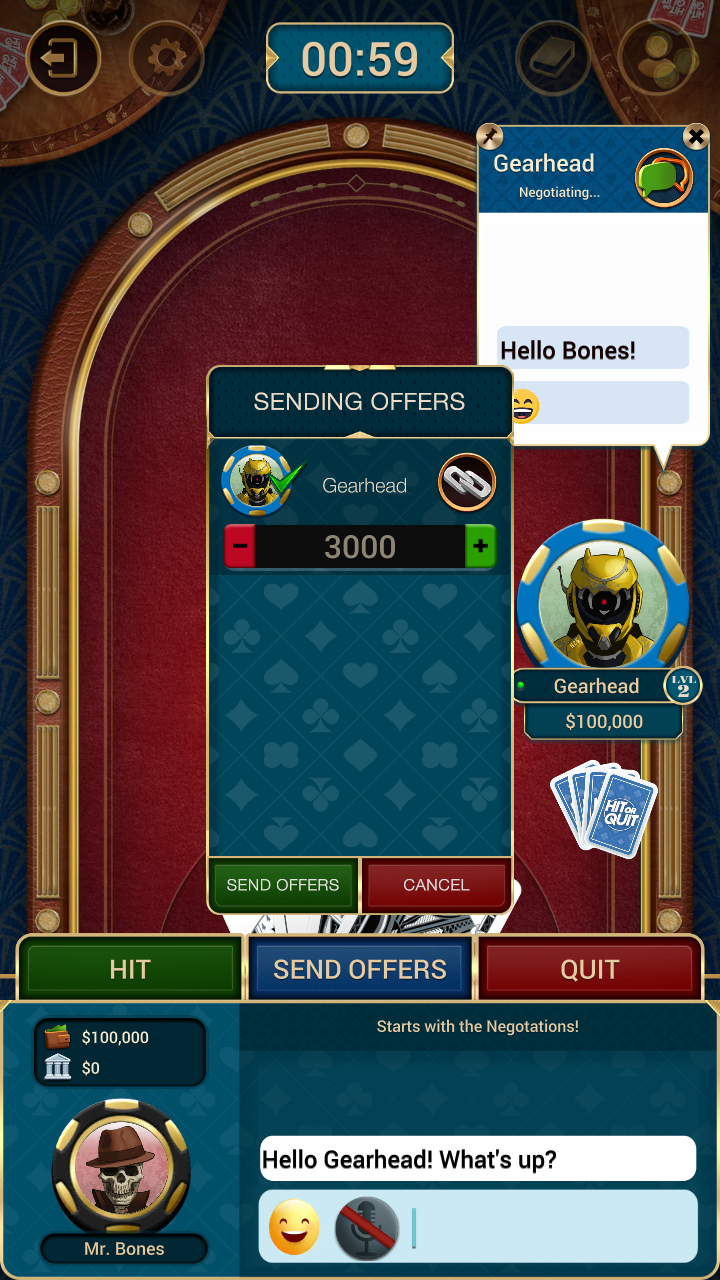 00:59
Gearhead
Negotiating...
Hello Bones!
SENDING OFFERS
Gearhead
- 3000 +
Gearhead
LVL
2
$100,000
HIT OR
QUIT
SEND OFFERS
CANCEL
HIT
SEND OFFERS
QUIT
$100,000
$0
Starts with the Negotations!
Hello Gearhead! What's up?
Mr. Bones